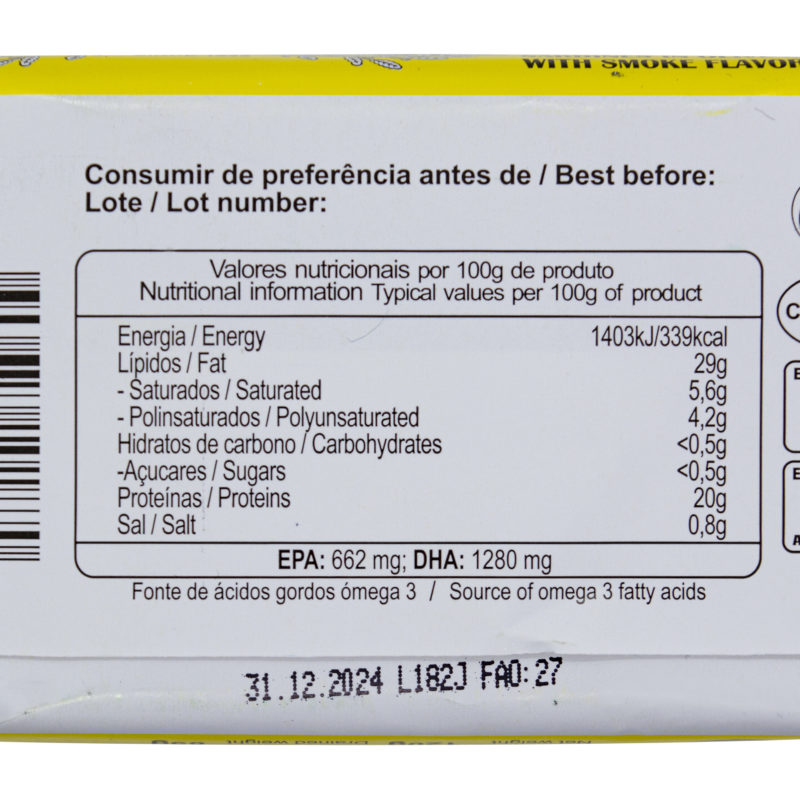 WITH SMOKE FLAVOR
Consumir de preferência antes de / Best before:
Lote / Lot number:
Valores nutricionais por 100g de produto
Nutritional information Typical values per 100g of product
Energia / Energy 1403kJ/339kcal
Lípidos / Fat 29g
- Saturados / Saturated 5,6g
- Polinsaturados / Polyunsaturated 4,2g
Hidratos de carbono / Carbohydrates <0,5g
-Açucares / Sugars <0,5g
Proteínas / Proteins 20g
Sal / Salt 0,8g
EPA: 662 mg; DHA: 1280 mg
Fonte de ácidos gordos ómega 3 / Source of omega 3 fatty acids
31.12.2024 L182J FAO:27
Drained weight Net weight